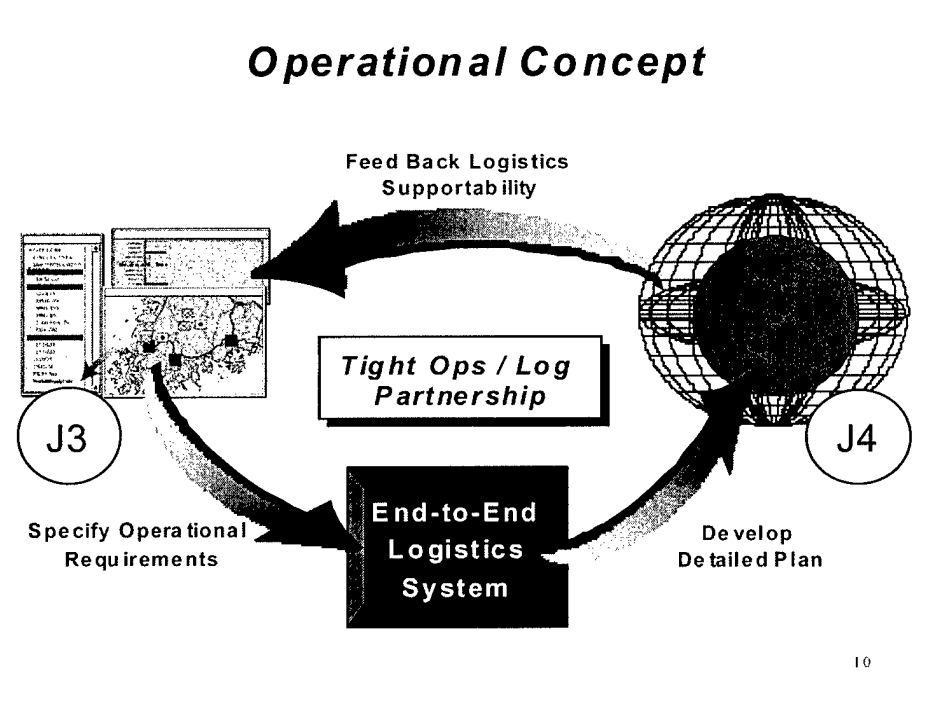 Operational Concept
Feed Back Logistics
Supportability
Tight Ops / Log
Partnership
J3
J4
End-to-End
Logistics
System
Specify Operational
Requirements
Develop
Detailed Plan
10